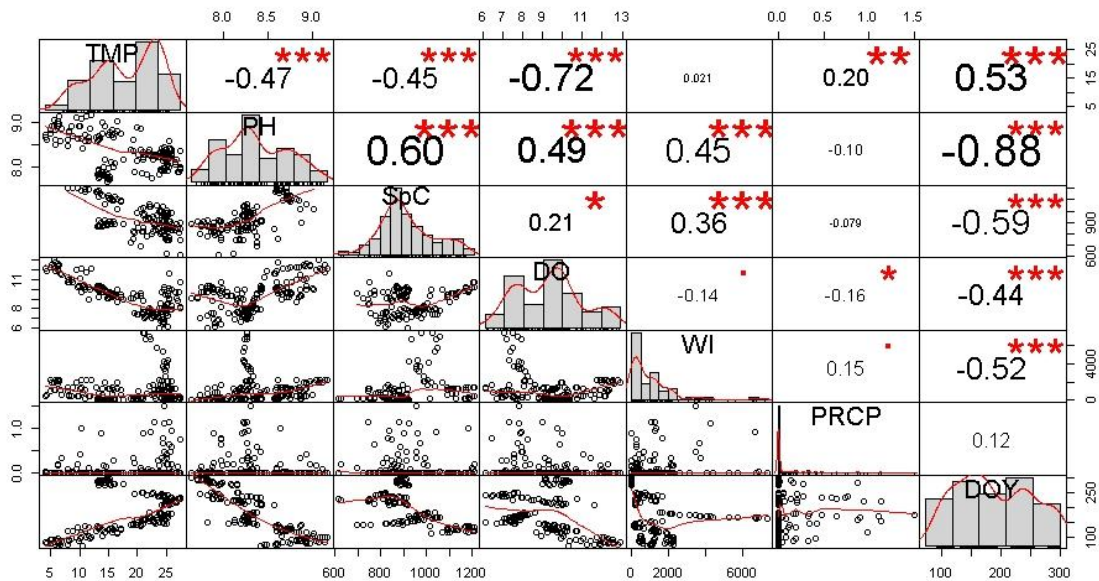 8.0 8.4 9.0 6 7 9 10 11 13 0.0 0.5 1.0 1.5
TMP -0.47 *** -0.45 *** -0.72 *** 0.021 0.20 ** 0.53 *** 5 15 25
8.0 9.0 PH 0.60 *** 0.49 *** 0.45 *** -0.10 -0.88 ***
SpC 0.21 * 0.36 *** -0.079 -0.59 *** 600 900
6 8 9 11 DO -0.14 -0.16 * -0.44 ***
WI 0.15 -0.52 *** 0 4000
0.0 1.0 PRCP 0.12
DOY 100 250
5 10 15 20 25 600 800 1000 1200 0 2000 6000 100 200 300